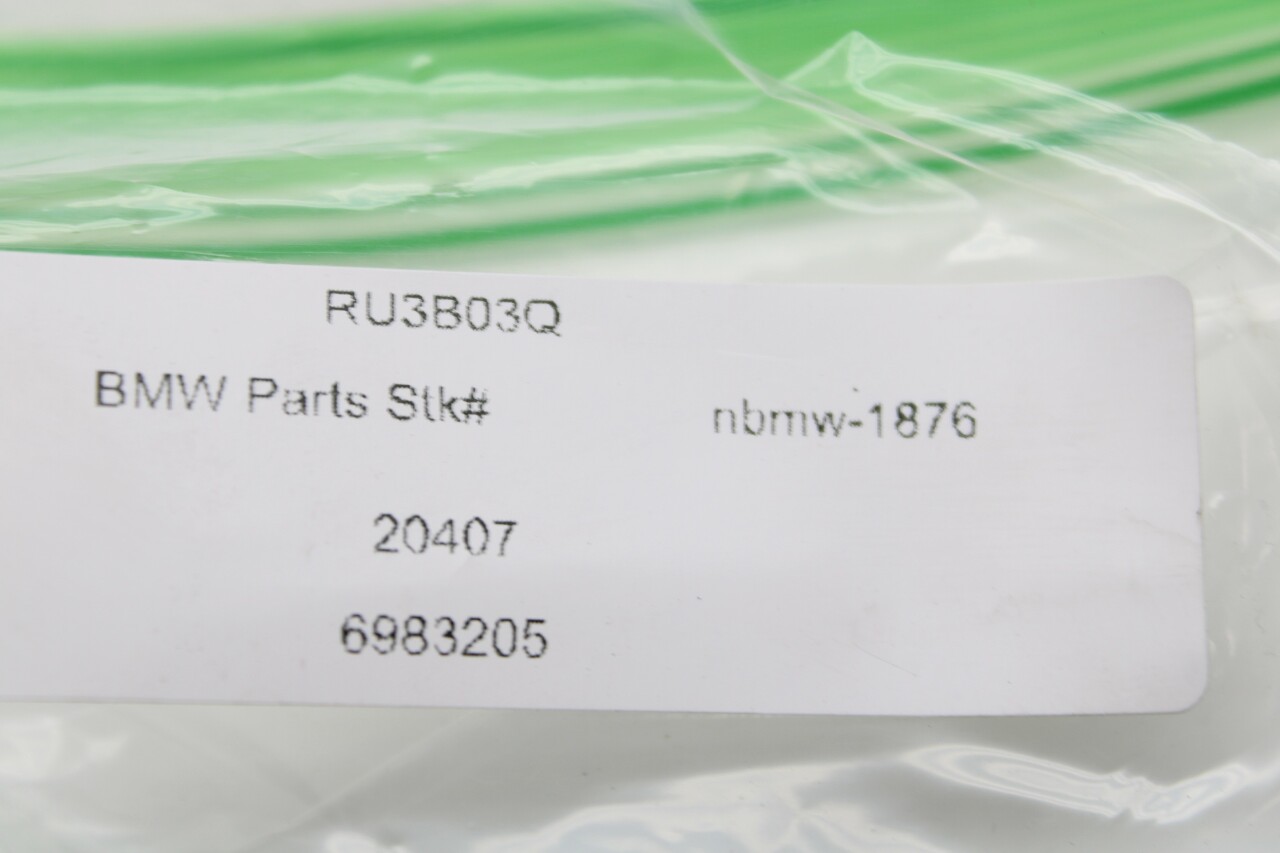 RU3B03Q
BMW Parts Stk# nbmw-1876
20407
6983205